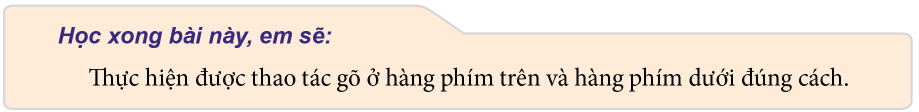 Học xong bài này, em sẽ:
Thực hiện được thao tác gõ ở hàng phím trên và hàng phím dưới đúng cách.